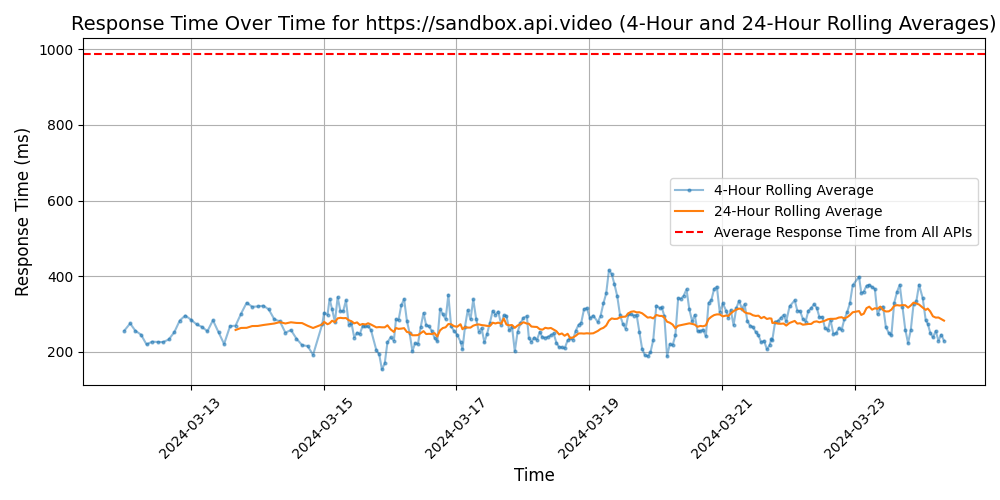 Response Time Over Time for https://sandbox.api.video (4-Hour and 24-Hour Rolling Averages)
Response Time (ms)
1000
800
600
400
200
4-Hour Rolling Average
24-Hour Rolling Average
Average Response Time from All APIs
2024-03-13
2024-03-15
2024-03-17
2024-03-19
2024-03-21
2024-03-23
Time